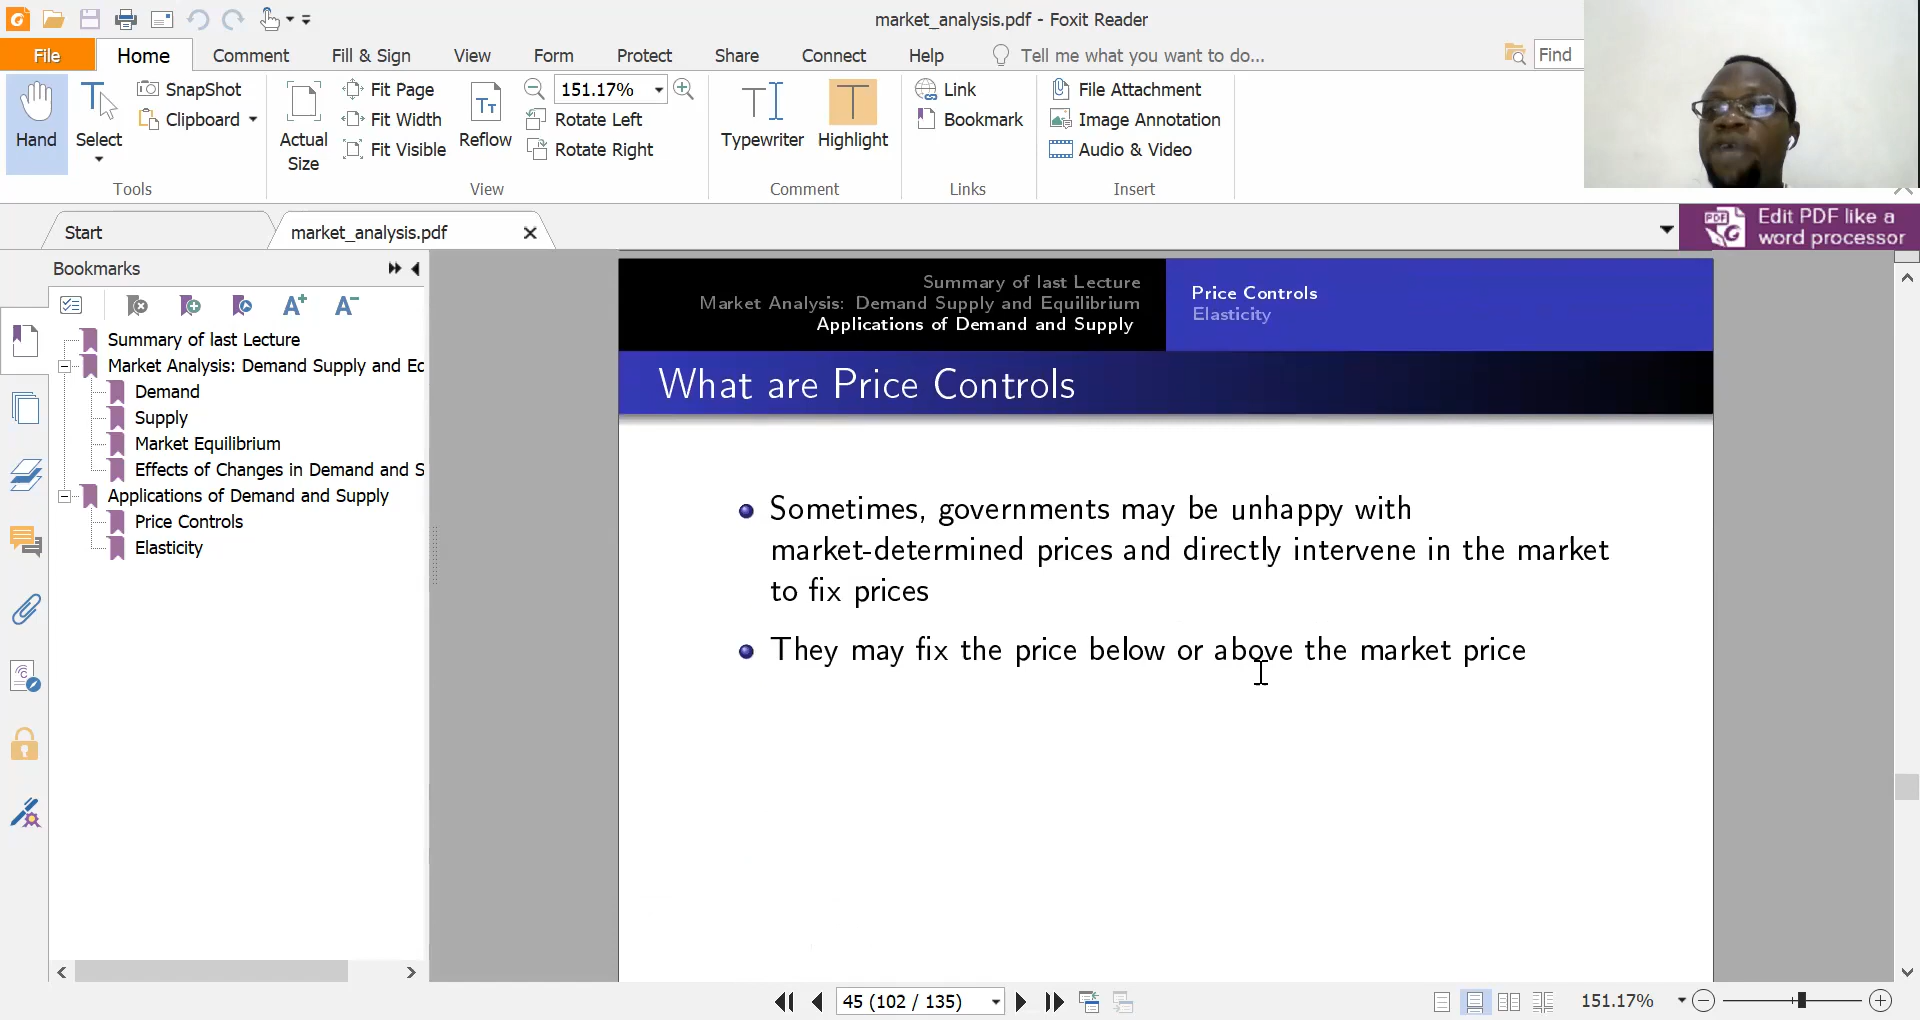 market_analysis.pdf - Foxit Reader
File Home Comment Fill & Sign View Form Protect Share Connect Help Tell me what you want to do... Find
Hand
Select
SnapShot
Clipboard
Tools
Actual
Size
Fit Page
Fit Width
Fit Visible
Reflow
151.17%
Rotate Left
Rotate Right
View
Typewriter
Highlight
Comment
Link
Bookmark
Links
File Attachment
Image Annotation
Audio & Video
Insert
Start
market_analysis.pdf
PDF
Edit PDF like a
word processor
Bookmarks
Summary of last Lecture
Market Analysis: Demand Supply and Ec
Demand
Supply
Market Equilibrium
Effects of Changes in Demand and S
Applications of Demand and Supply
Price Controls
Elasticity
Summary of last Lecture
Market Analysis: Demand Supply and Equilibrium
Applications of Demand and Supply
Price Controls
Elasticity
What are Price Controls
Sometimes, governments may be unhappy with
market-determined prices and directly intervene in the market
to fix prices
They may fix the price below or above the market price
45 (102 / 135)
151.17%